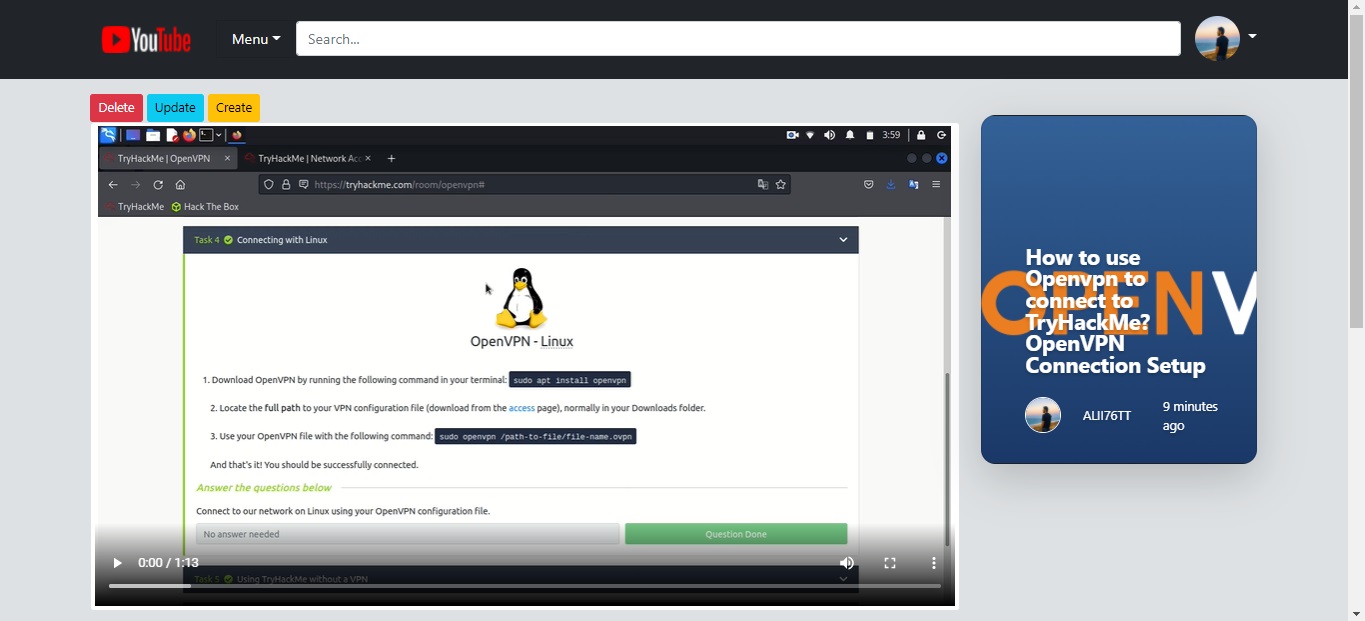 YouTube
Menu
Search...
Delete
Update
Create
3:59
TryHackMe | OpenVPN
TryHackMe | Network Acc
https://tryhackme.com/room/openvpn#
TryHackMe
Hack The Box
Task 4
Connecting with Linux
OpenVPN - Linux
1. Download OpenVPN by running the following command in your terminal: sudo apt install openvpn
2. Locate the full path to your VPN configuration file (download from the access page), normally in your Downloads folder.
3. Use your OpenVPN file with the following command: sudo openvpn /path-to-file/file-name.ovpn
And that's it! You should be successfully connected.
Answer the questions below
Connect to our network on Linux using your OpenVPN configuration file.
No answer needed
Question Done
0:00 / 1:13
Task 5
Using TryHackMe without a VPN
OPENV
How to use
Openvpn to
connect to
TryHackMe?
OpenVPN
Connection Setup
ALII76TT
9 minutes
ago